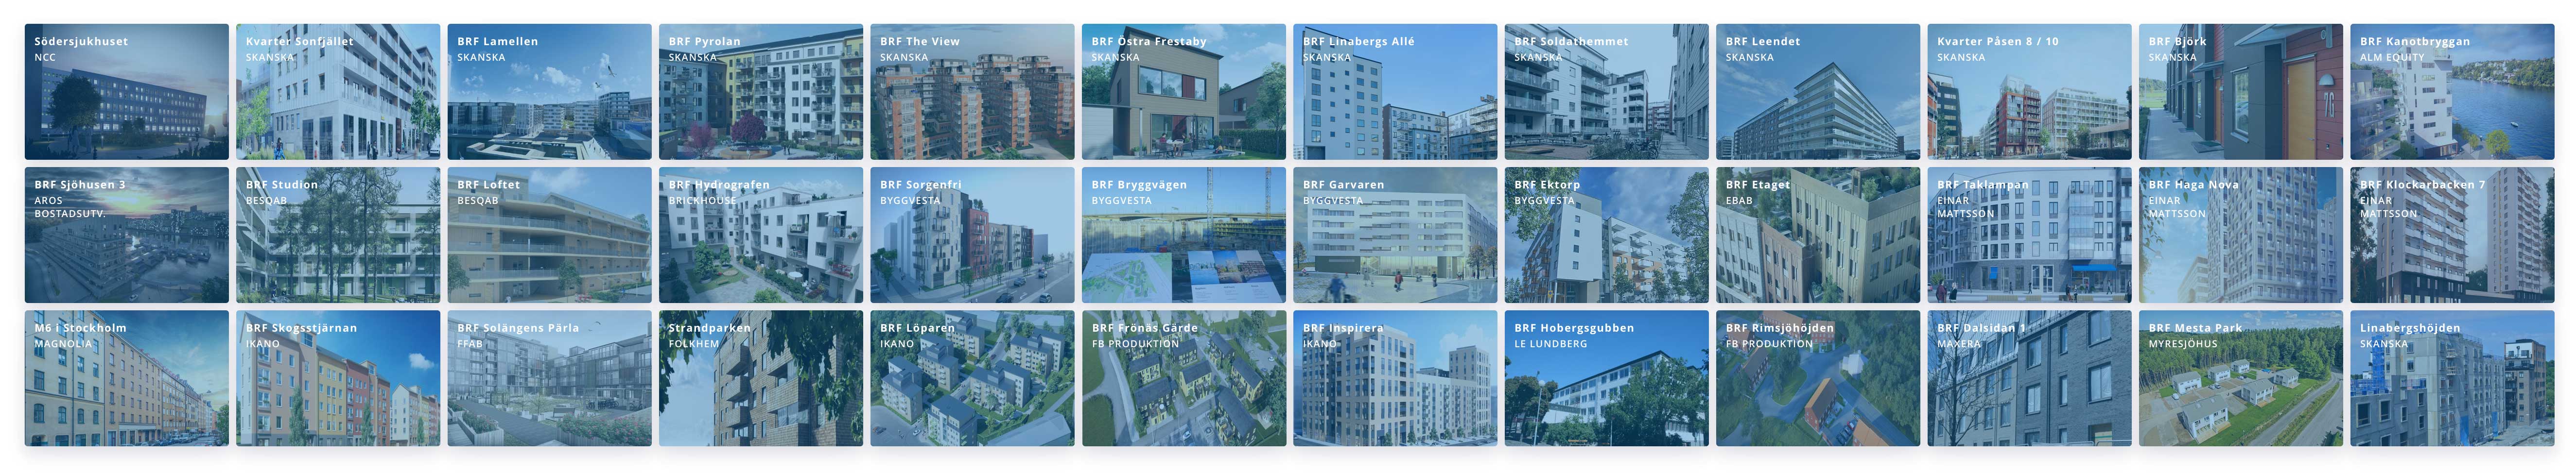 Södersjukhuset
NCC
Kvarter Sonfjället
SKANSKA
BRF Lamellen
SKANSKA
BRF Pyrolan
SKANSKA
BRF The View
SKANSKA
BRF Östra Frestaby
SKANSKA
BRF Linabergs Allé
SKANSKA
BRF Soldathemmet
SKANSKA
BRF Leendet
SKANSKA
Kvarter Påsen 8 / 10
SKANSKA
BRF Björk
SKANSKA
76
BRF Kanotbryggan
ALM EQUITY
BRF Sjöhusen 3
AROS
BOSTADSUTV.
BRF Studion
BESQAB
BRF Loftet
BESQAB
BRF Hydrografen
BRICKHOUSE
BRF Sorgenfri
BYGGVESTA
BRF Bryggvägen
BYGGVESTA
BRF Garvaren
BYGGVESTA
BRF Ektorp
BYGGVESTA
BRF Etaget
EBAB
BRF Taklampan
EINAR
MATTSSON
BRF Haga Nova
EINAR
MATTSSON
BRF Klockarbacken 7
EINAR
MATTSSON
M6 i Stockholm
MAGNOLIA
BRF Skogsstjärnan
IKANO
BRF Solängens Pärla
FFAB
Strandparken
FOLKHEM
BRF Löparen
IKANO
BRF Frönäs Gärde
FB PRODUKTION
BRF Inspirera
IKANO
BRF Hobergsgubben
LE LUNDBERG
BRF Rimsjöhöjden
FB PRODUKTION
BRF Dalsidan 1
MAXERA
BRF Mesta Park
MYRESJÖHUS
Linabergshöjden
SKANSKA